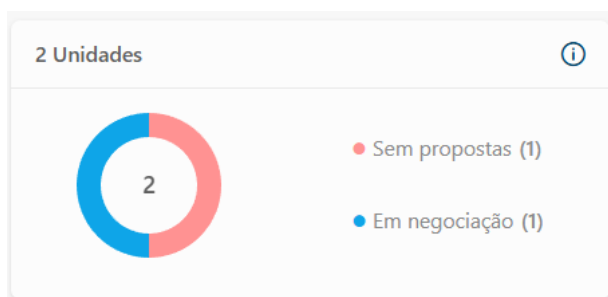 2 Unidades
2
Sem propostas (1)
Em negociação (1)